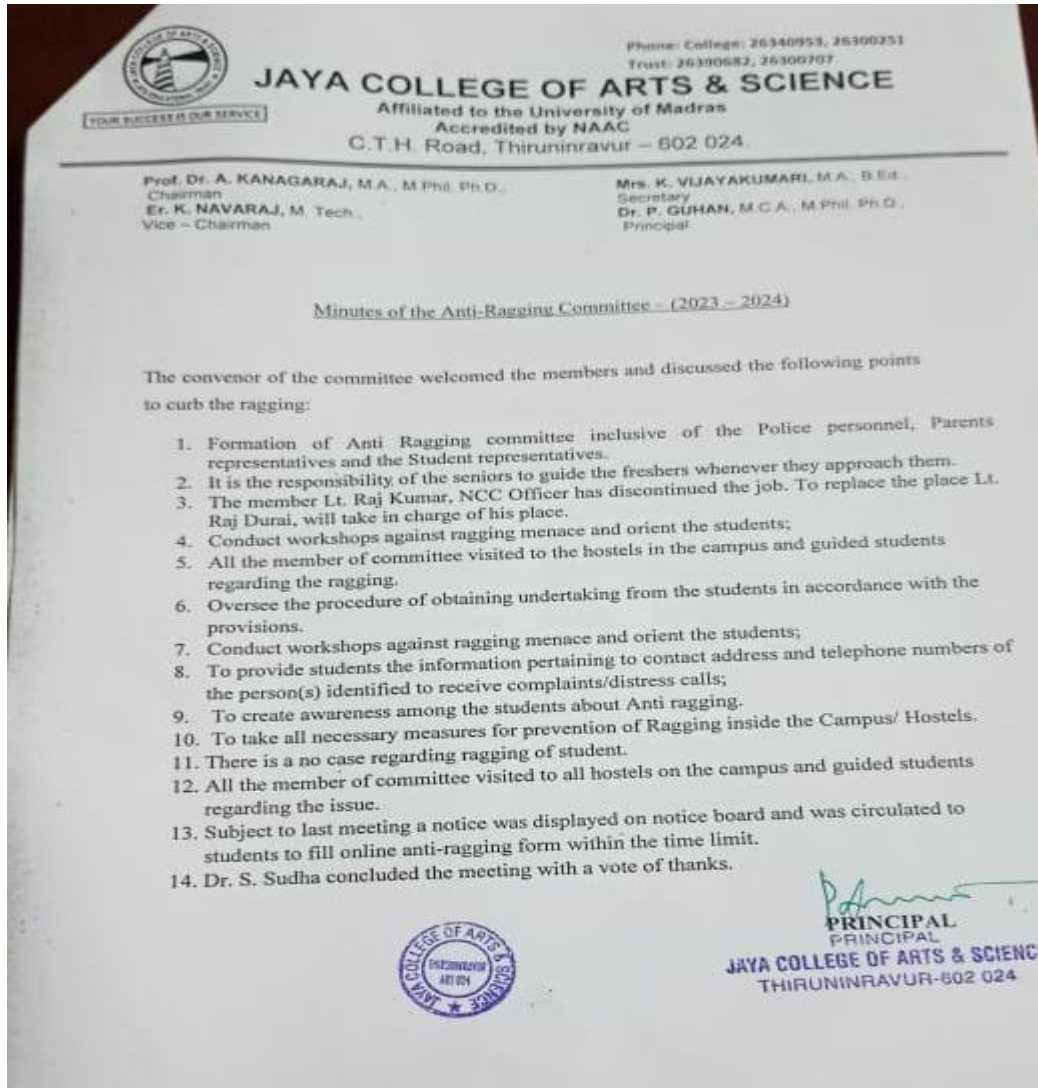 Phone: College: 26340953, 26300251
Trust: 26390682, 26300707
JAYA COLLEGE OF ARTS & SCIENCE
YOUR SUCCESS IS OUR SERVICE
Affiliated to the University of Madras
Accredited by NAAC
C.T.H. Road, Thiruninravur – 602 024.
Prof. Dr. A. KANAGARAJ, M.A., M.Phil. Ph.D.,
Chairman
Er. K. NAVARAJ, M. Tech.,
Vice – Chairman
Mrs. K. VIJAYAKUMARI, M.A., B.Ed.,
Secretary
Dr. P. GUHAN, M.C.A., M.Phil. Ph.D.,
Principal
Minutes of the Anti-Ragging Committee – (2023 – 2024)
The convenor of the committee welcomed the members and discussed the following points
to curb the ragging:
1. Formation of Anti Ragging committee inclusive of the Police personnel, Parents
representatives and the Student representatives.
2. It is the responsibility of the seniors to guide the freshers whenever they approach them.
3. The member Lt. Raj Kumar, NCC Officer has discontinued the job. To replace the place Lt.
Raj Durai, will take in charge of his place.
4. Conduct workshops against ragging menace and orient the students;
5. All the member of committee visited to the hostels in the campus and guided students
regarding the ragging.
6. Oversee the procedure of obtaining undertaking from the students in accordance with the
provisions.
7. Conduct workshops against ragging menace and orient the students;
8. To provide students the information pertaining to contact address and telephone numbers of
the person(s) identified to receive complaints/distress calls;
9. To create awareness among the students about Anti ragging.
10. To take all necessary measures for prevention of Ragging inside the Campus/ Hostels.
11. There is a no case regarding ragging of student.
12. All the member of committee visited to all hostels on the campus and guided students
regarding the issue.
13. Subject to last meeting a notice was displayed on notice board and was circulated to
students to fill online anti-ragging form within the time limit.
14. Dr. S. Sudha concluded the meeting with a vote of thanks.
PRINCIPAL
PRINCIPAL
JAYA COLLEGE OF ARTS & SCIENC
THIRUNINRAVUR-602 024
JAYA COLLEGE OF ARTS & SCIENCE